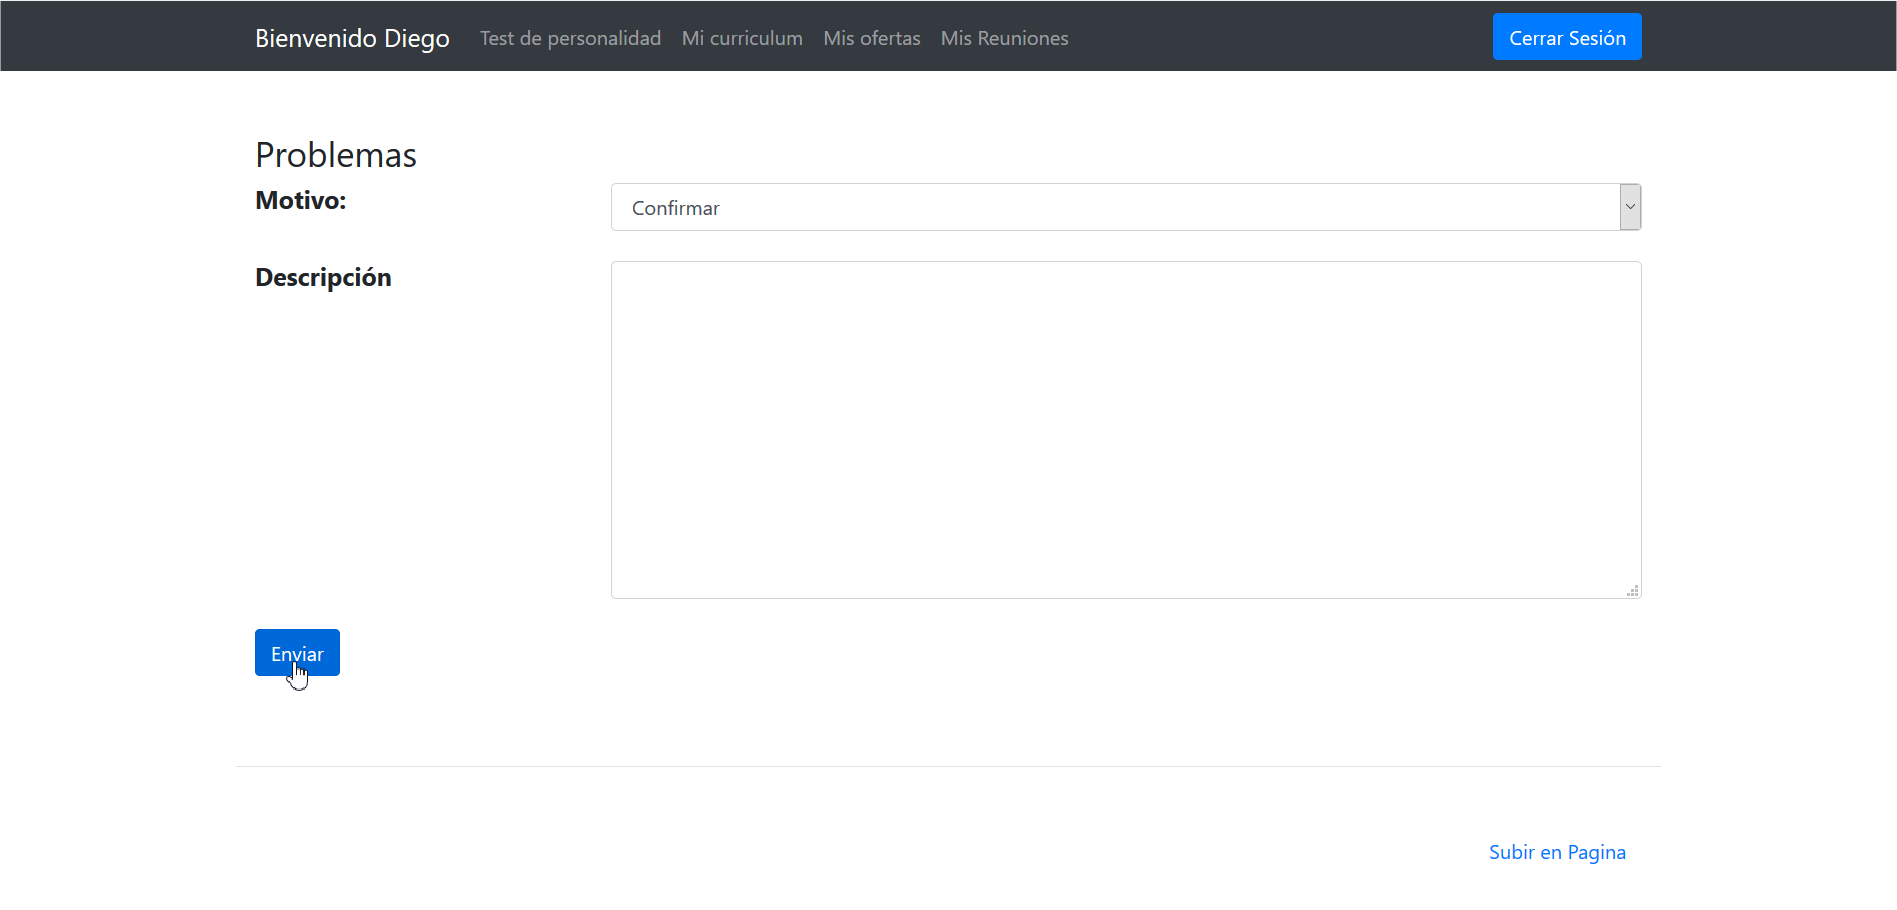 Bienvenido Diego Test de personalidad Mi curriculum Mis ofertas Mis Reuniones Cerrar Sesión
Problemas
Motivo: Confirmar
Descripción
Enviar
Subir en Pagina